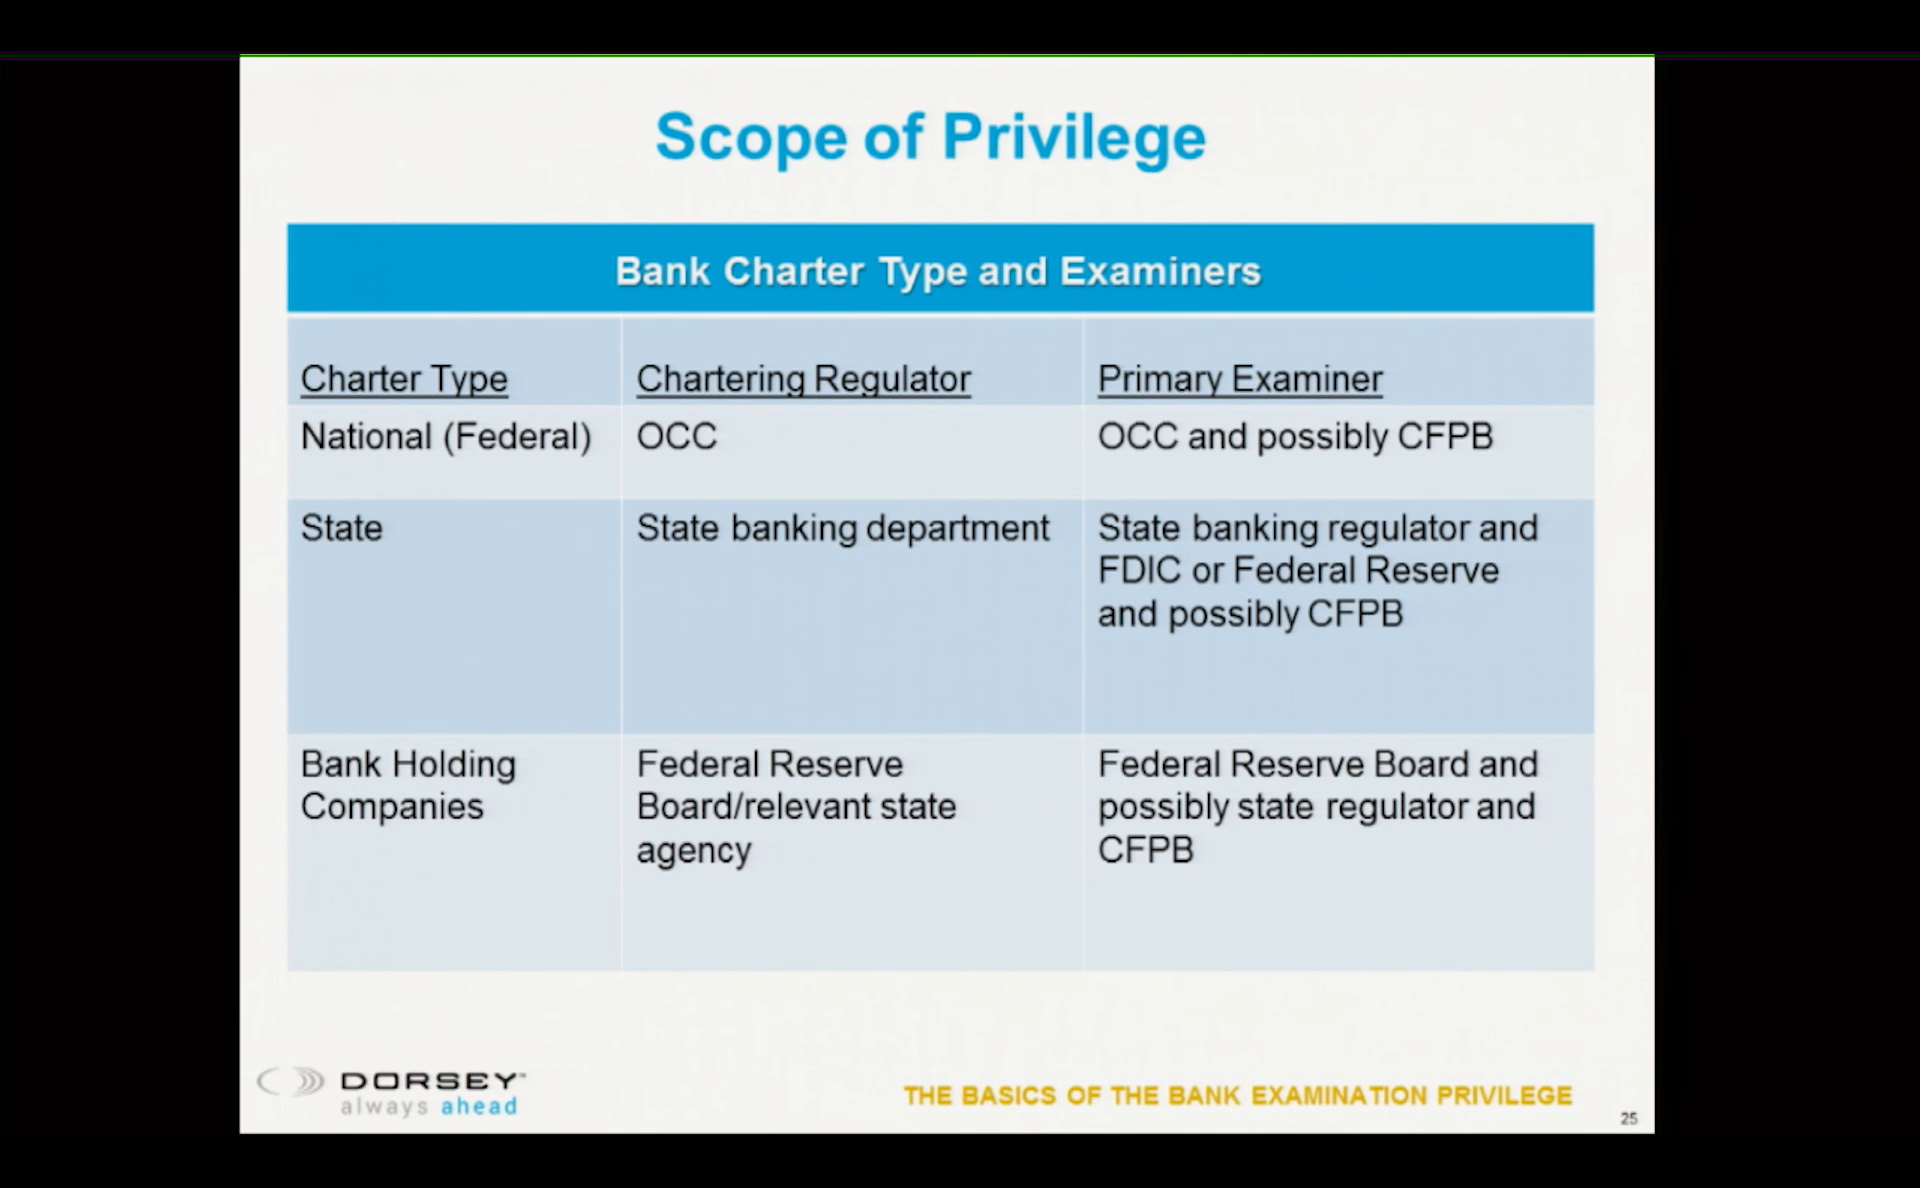 Scope of Privilege
Bank Charter Type and Examiners
Charter Type
Chartering Regulator
Primary Examiner
National (Federal)
OCC
OCC and possibly CFPB
State
State banking department
State banking regulator and
FDIC or Federal Reserve
and possibly CFPB
Bank Holding
Companies
Federal Reserve
Board/relevant state
agency
Federal Reserve Board and
possibly state regulator and
CFPB
DORSEY™
always ahead
THE BASICS OF THE BANK EXAMINATION PRIVILEGE
25